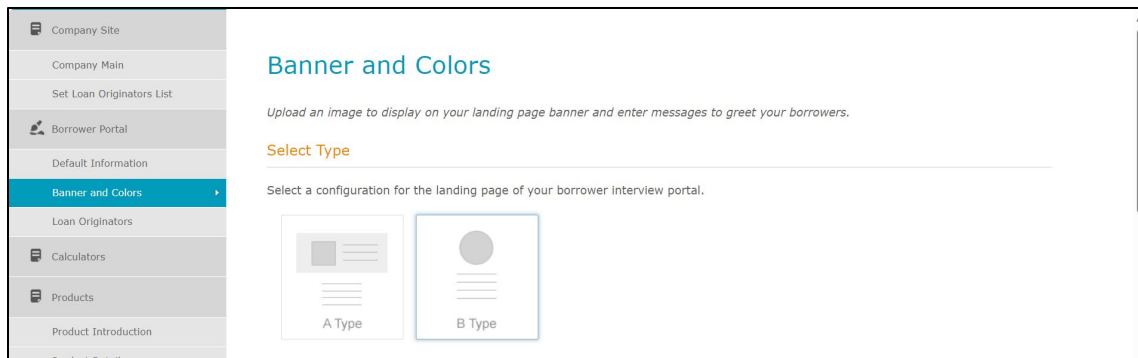 Company Site
Company Main
Set Loan Originators List
Borrower Portal
Default Information
Banner and Colors
Loan Originators
Calculators
Products
Product Introduction
Banner and Colors
Upload an image to display on your landing page banner and enter messages to greet your borrowers.
Select Type
Select a configuration for the landing page of your borrower interview portal.
A Type
B Type